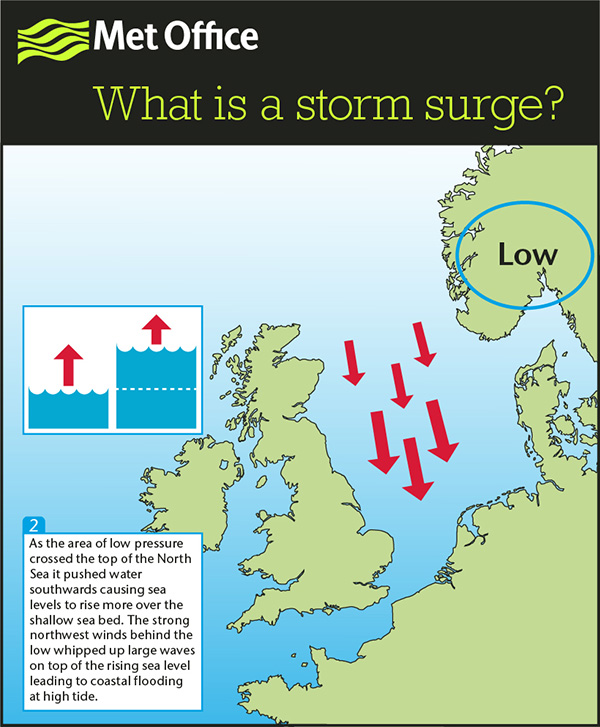 Met Office
What is a storm surge?
Low
2
As the area of low pressure
crossed the top of the North
Sea it pushed water
southwards causing sea
levels to rise more over the
shallow sea bed. The strong
northwest winds behind the
low whipped up large waves
on top of the rising sea level
leading to coastal flooding
at high tide.